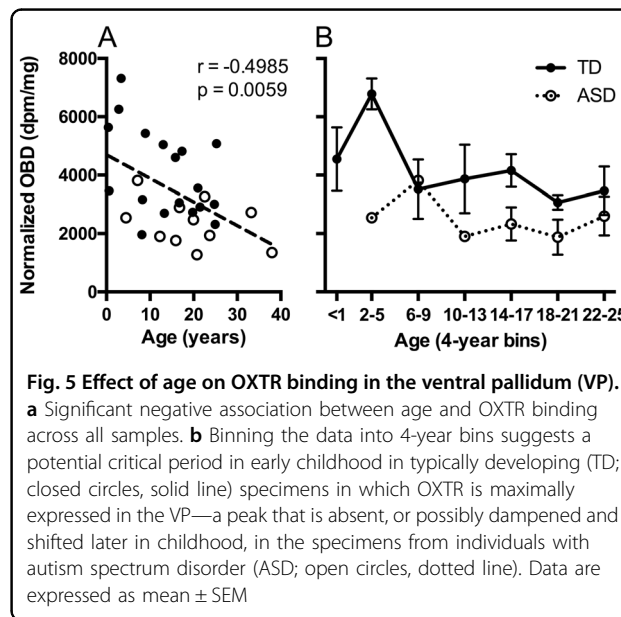 A
B
r = -0.4985
p = 0.0059
TD
ASD
Normalized OBD (dpm/mg)
8000
6000
4000
2000
0
0 10 20 30 40
Age (years)
<1 2-5 6-9 10-13 14-17 18-21 22-25
Age (4-year bins)
Fig. 5 Effect of age on OXTR binding in the ventral pallidum (VP).
a Significant negative association between age and OXTR binding
across all samples. b Binning the data into 4-year bins suggests a
potential critical period in early childhood in typically developing (TD;
closed circles, solid line) specimens in which OXTR is maximally
expressed in the VP—a peak that is absent, or possibly dampened and
shifted later in childhood, in the specimens from individuals with
autism spectrum disorder (ASD; open circles, dotted line). Data are
expressed as mean ± SEM